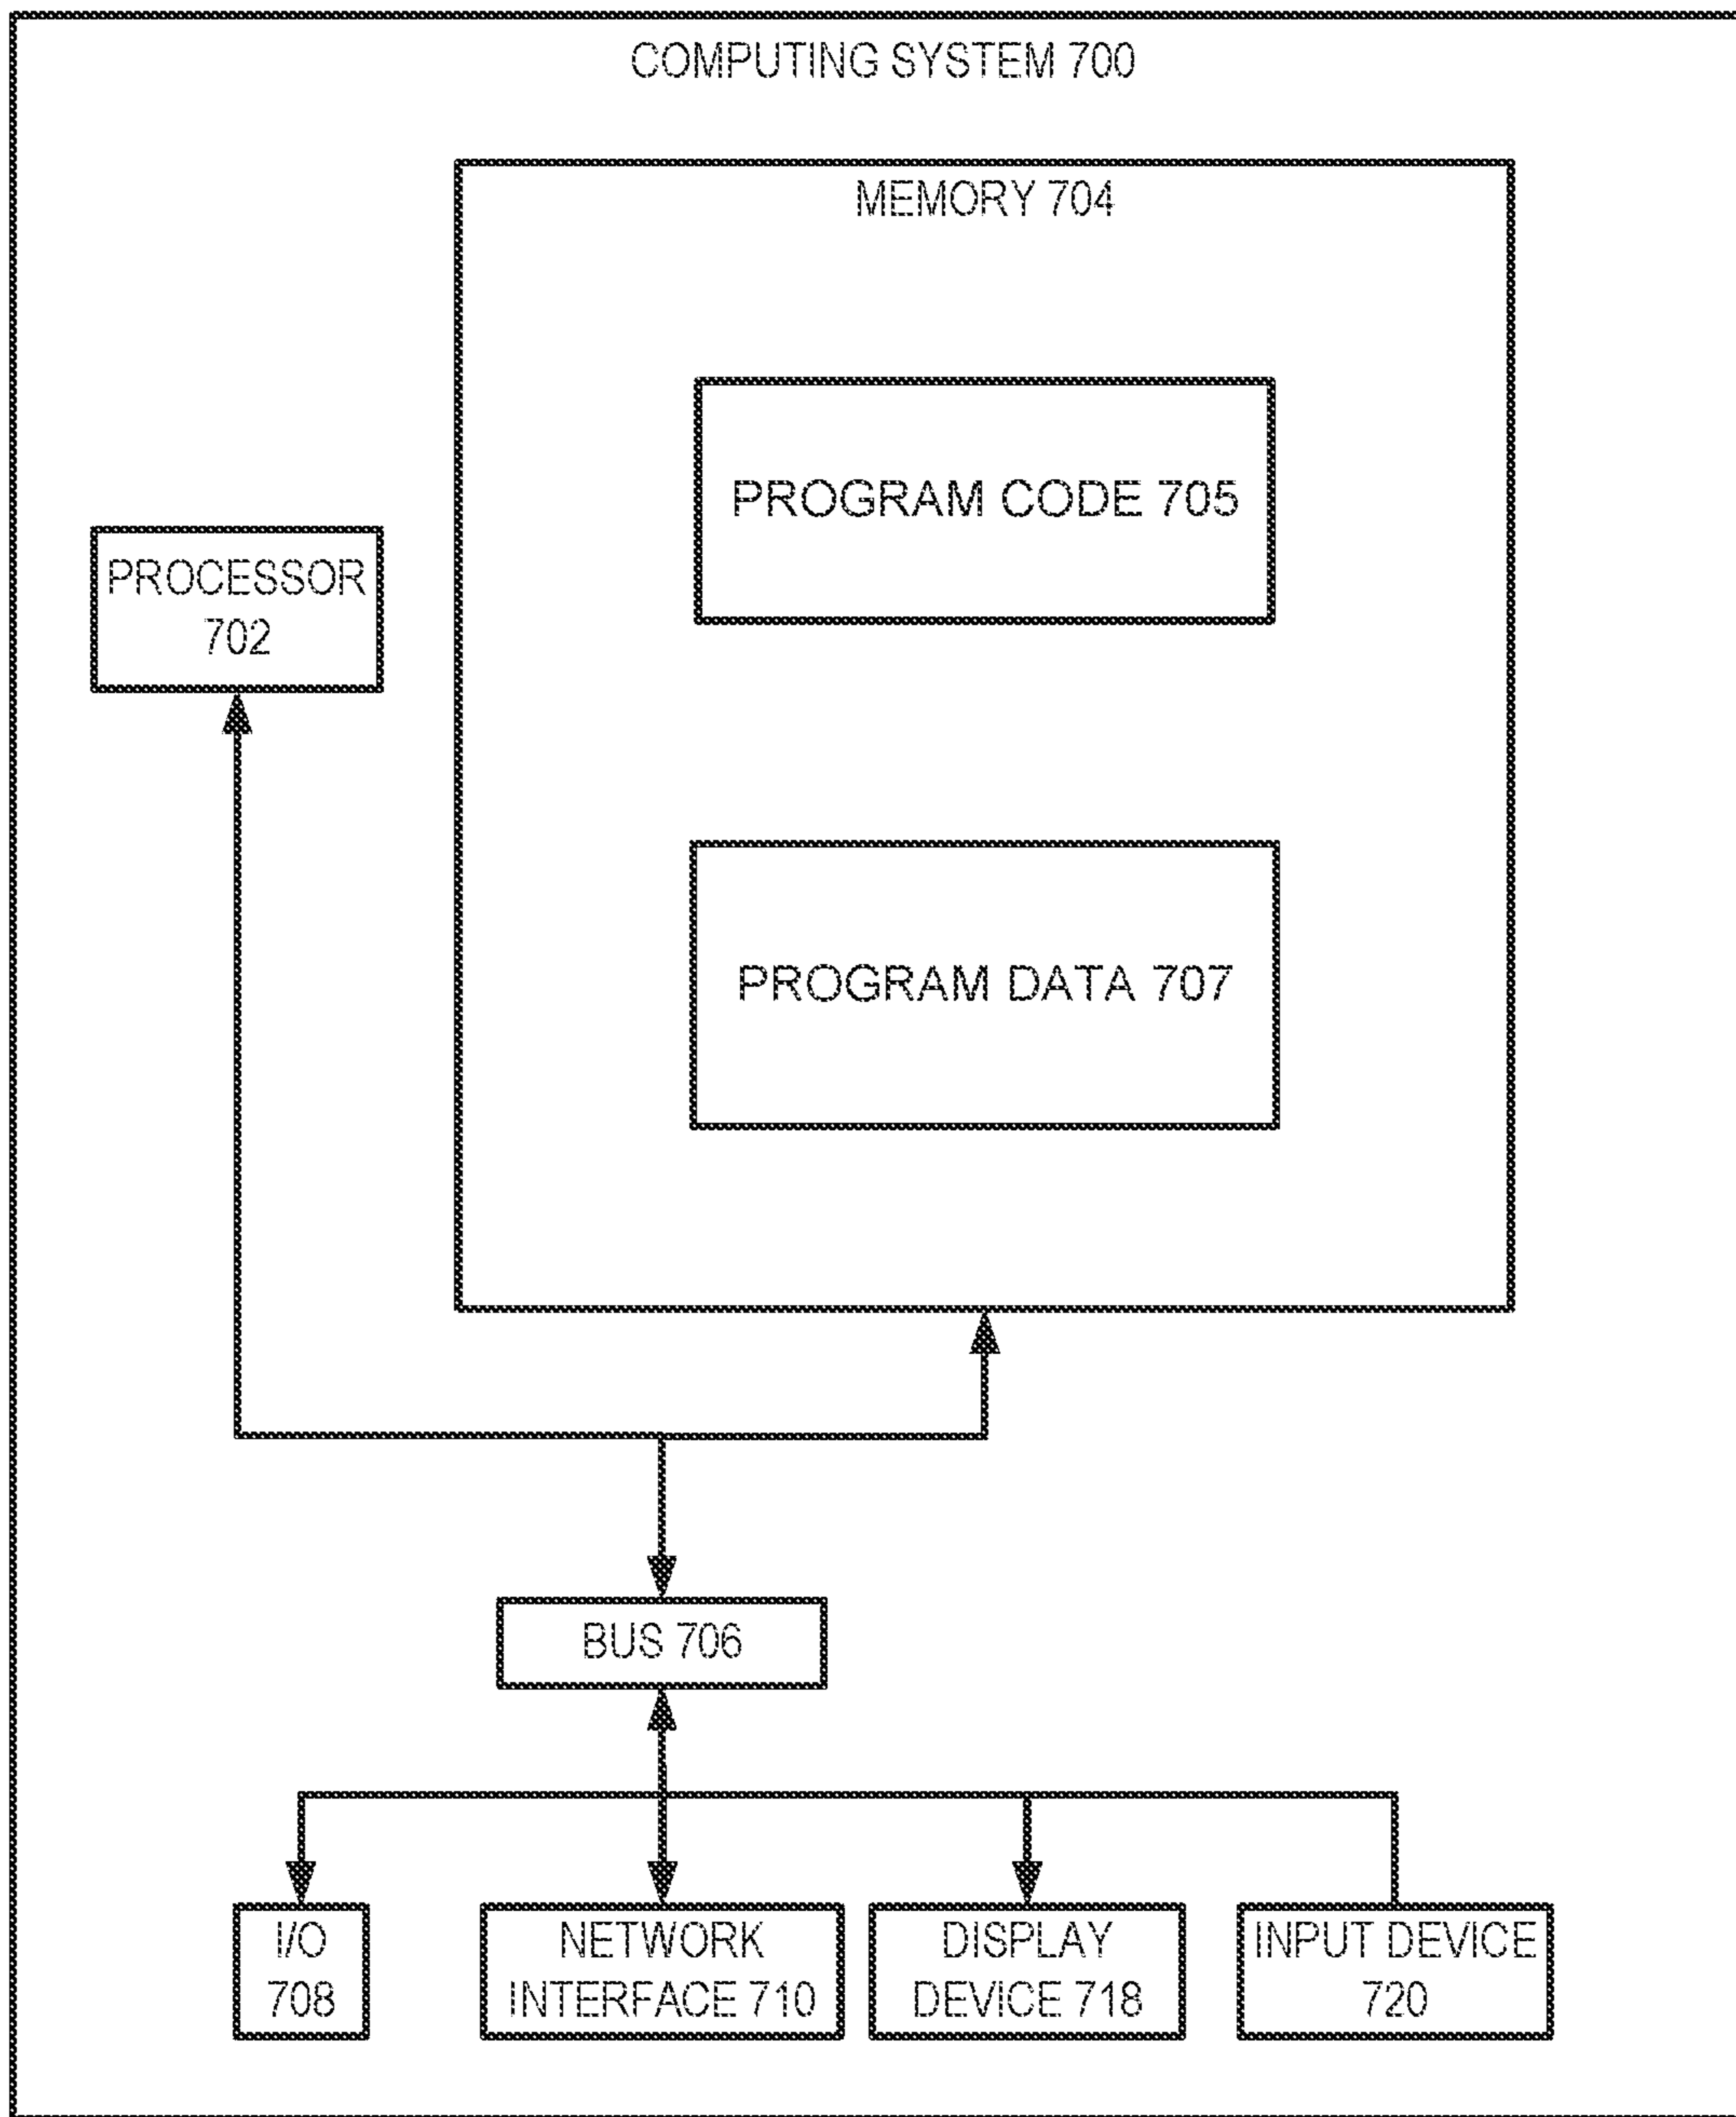 COMPUTING SYSTEM 700
MEMORY 704
PROGRAM CODE 705
PROCESSOR
702
PROGRAM DATA 707
BUS 706
I/O
708
NETWORK
INTERFACE 710
DISPLAY
DEVICE 718
INPUT DEVICE
720